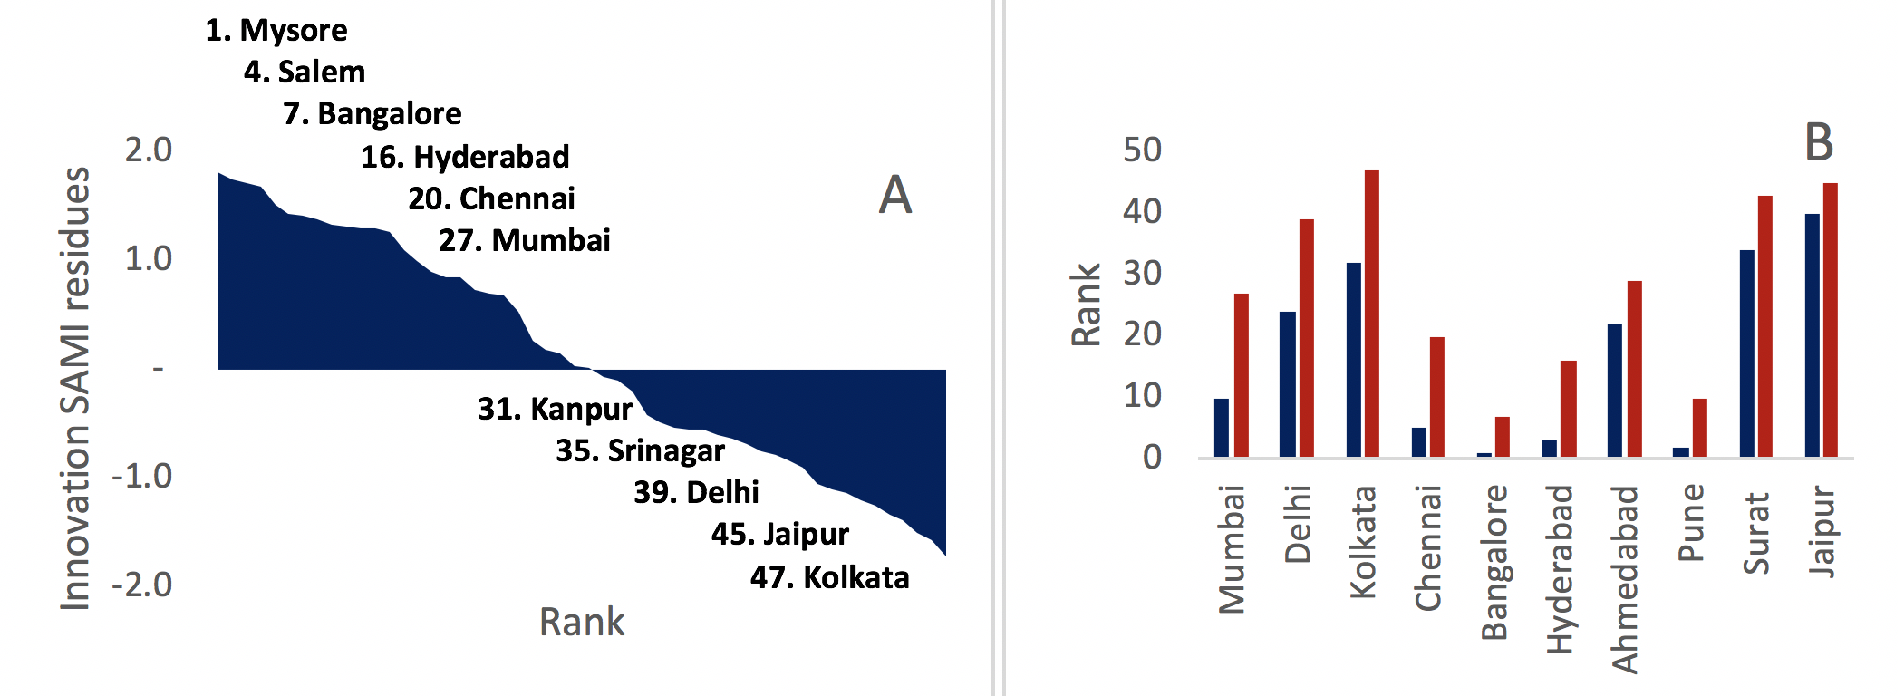 1. Mysore
4. Salem
7. Bangalore
16. Hyderabad
20. Chennai
27. Mumbai
A
Innovation SAMI residues
2.0
1.0
-
-1.0
-2.0
31. Kanpur
35. Srinagar
39. Delhi
45. Jaipur
47. Kolkata
Rank
B
Rank
50
40
30
20
10
0
Mumbai
Delhi
Kolkata
Chennai
Bangalore
Hyderabad
Ahmedabad
Pune
Surat
Jaipur